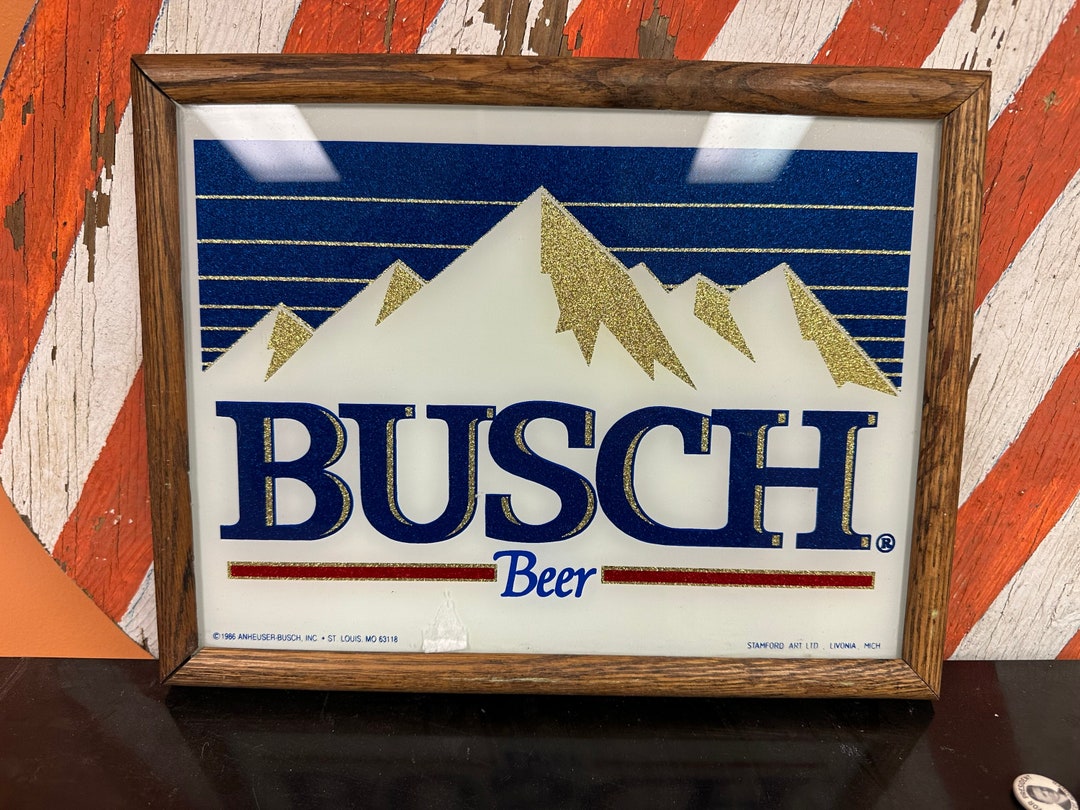 BUSCH®
Beer
© 1986 ANHEUSER-BUSCH, INC. • ST. LOUIS, MO 63118
STAMFORD ART LTD., LIVONIA, MICH